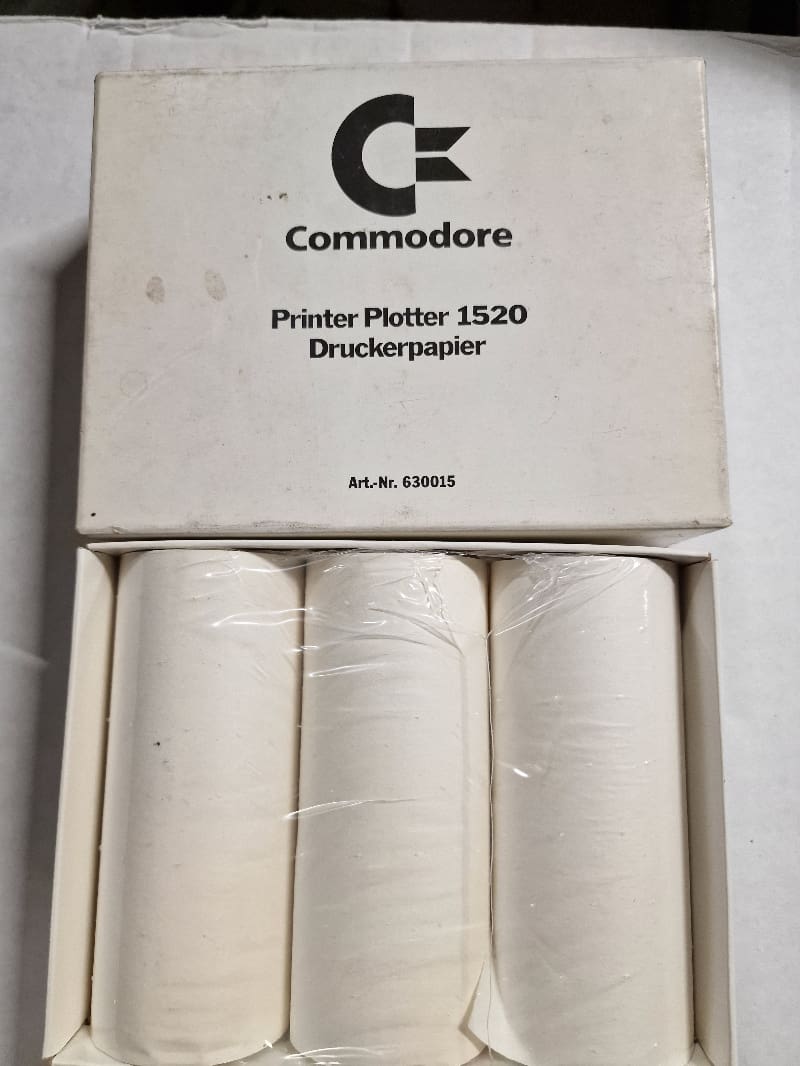 Commodore
Printer Plotter 1520
Druckerpapier
Art.-Nr. 630015